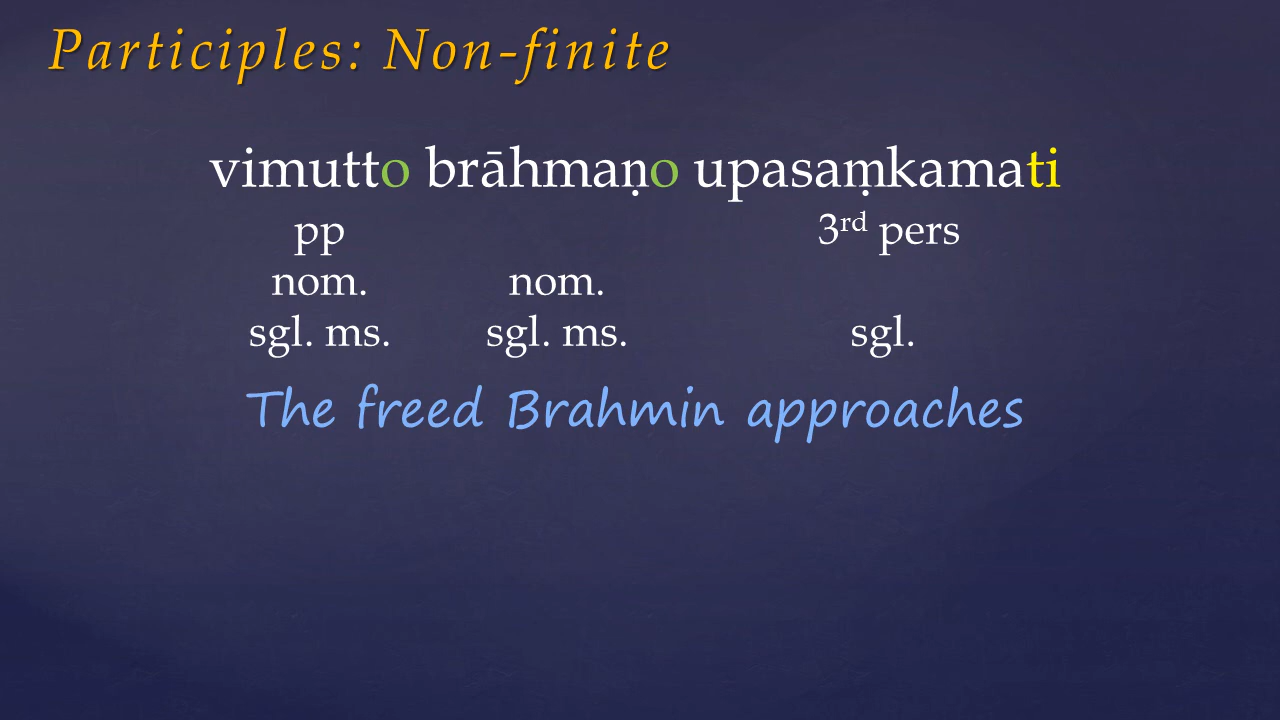 Participles: Non-finite
vimutto brāhmaṇo upasaṃkamati
pp 3rd pers
nom. nom.
sgl. ms. sgl. ms. sgl.
The freed Brahmin approaches